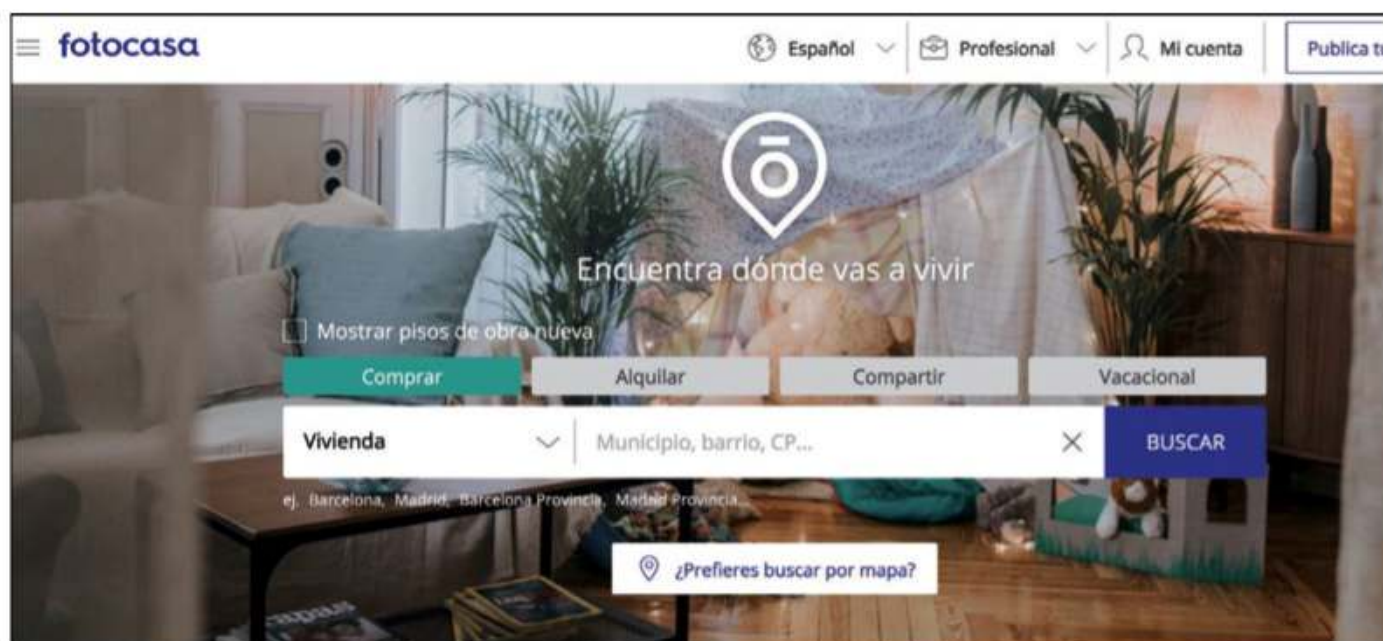 fotocasa
Español
Profesional
Mi cuenta
Publica tu
Encuentra dónde vas a vivir
Mostrar pisos de obra nueva
Comprar
Alquilar
Compartir
Vacacional
Vivienda
Municipio, barrio, CP...
BUSCAR
ej. Barcelona, Madrid, Barcelona Provincia, Madrid Provincia...
¿Prefieres buscar por mapa?